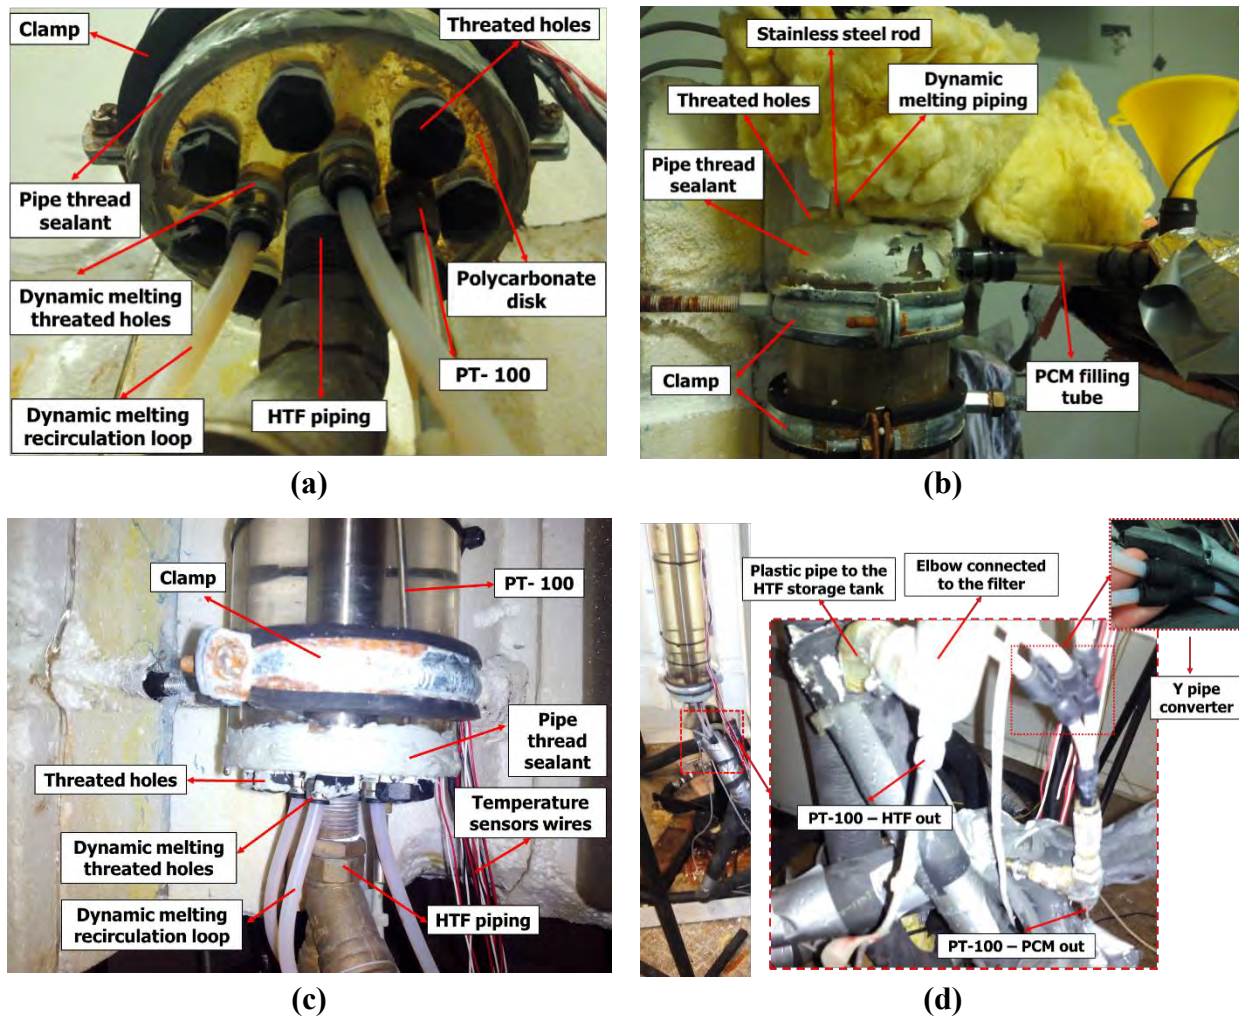 Clamp
Threated holes
Pipe thread
sealant
Dynamic melting
threated holes
Polycarbonate
disk
PT- 100
HTF piping
Dynamic melting
recirculation loop
(a)
Stainless steel rod
Dynamic
melting piping
Threated holes
Pipe thread
sealant
Clamp
PCM filling
tube
(b)
Clamp
PT- 100
Pipe
thread
sealant
Threated holes
Temperature
sensors wires
Dynamic melting
threated holes
Dynamic melting
recirculation loop
HTF piping
(c)
Plastic pipe to the
HTF storage tank
Elbow connected
to the filter
Y pipe
converter
PT-100 – HTF out
PT-100 – PCM out
(d)